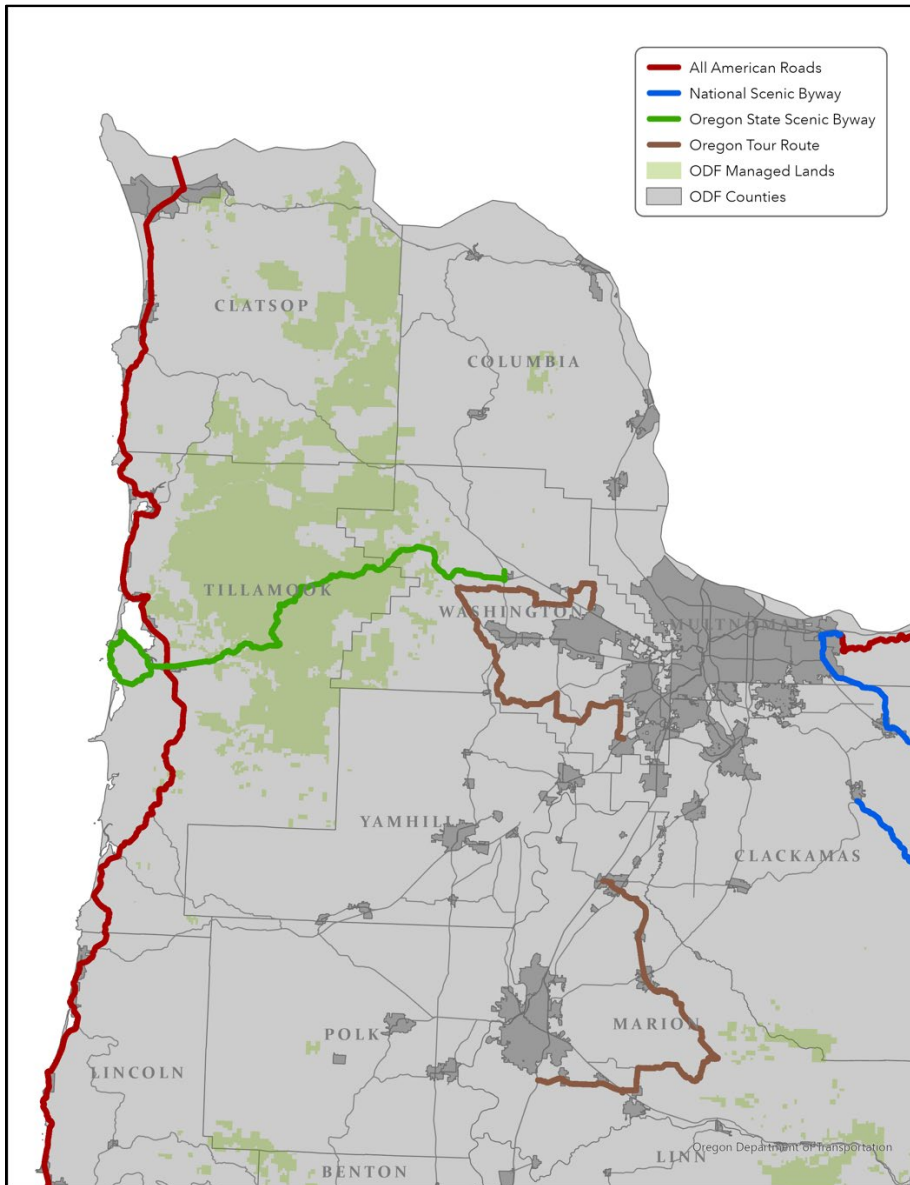 All American Roads
National Scenic Byway
Oregon State Scenic Byway
Oregon Tour Route
ODF Managed Lands
ODF Counties
CLATSOP
COLUMBIA
TILLAMOOK
WASHINGTON
MULTNOMAH
YAMHILL
CLACKAMAS
MARION
POLK
LINCOLN
Oregon Department of Transportation
LINN
BENTON